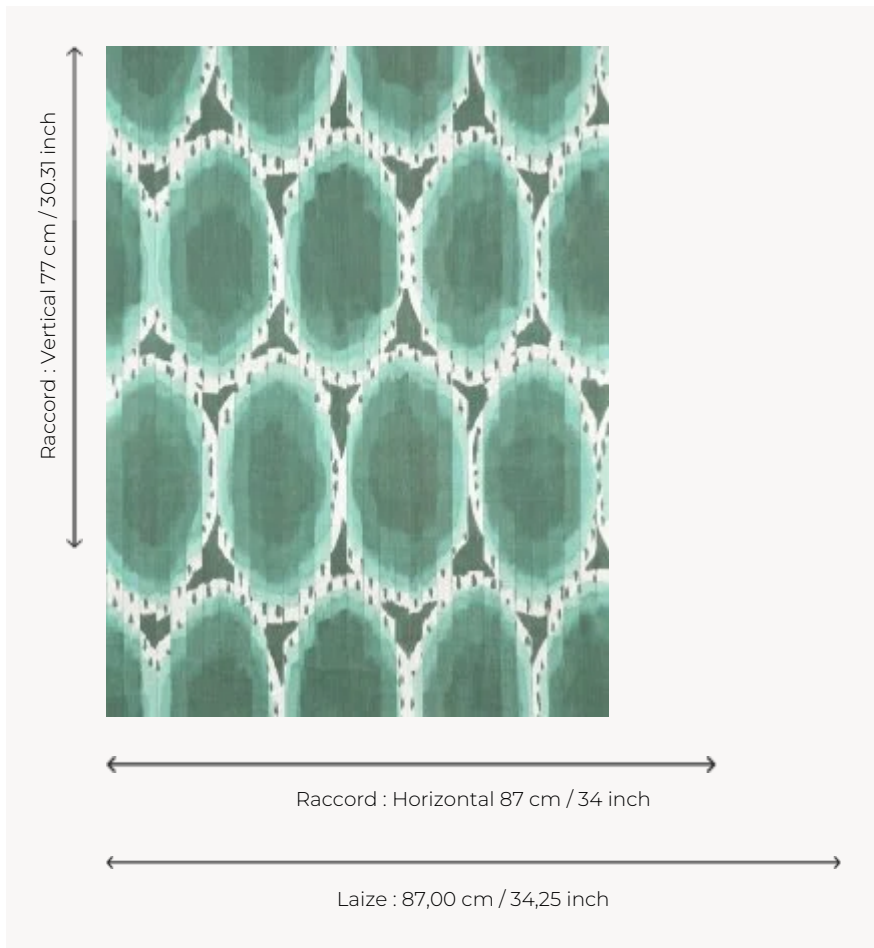 Raccord : Vertical 77 cm / 30.31 inch
Raccord : Horizontal 87 cm / 34 inch
Laize : 87,00 cm / 34,25 inch